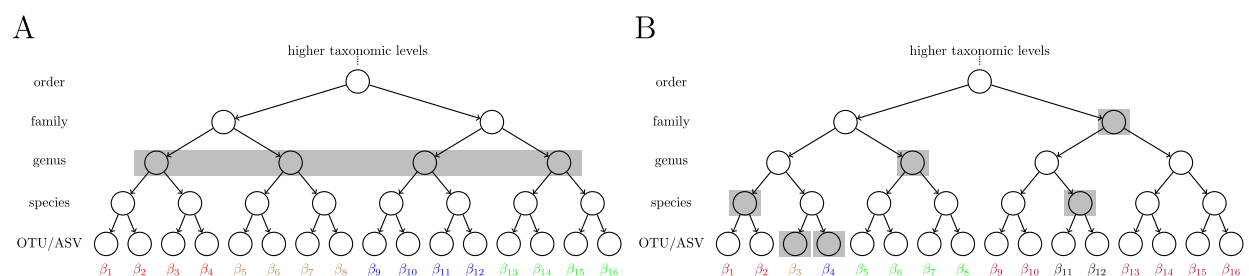 A
higher taxonomic levels
order
family
genus
species
OTU/ASV
β1 β2 β3 β4 β5 β6 β7 β8 β9 β10 β11 β12 β13 β14 β15 β16
B
higher taxonomic levels
order
family
genus
species
OTU/ASV
β1 β2 β3 β4 β5 β6 β7 β8 β9 β10 β11 β12 β13 β14 β15 β16